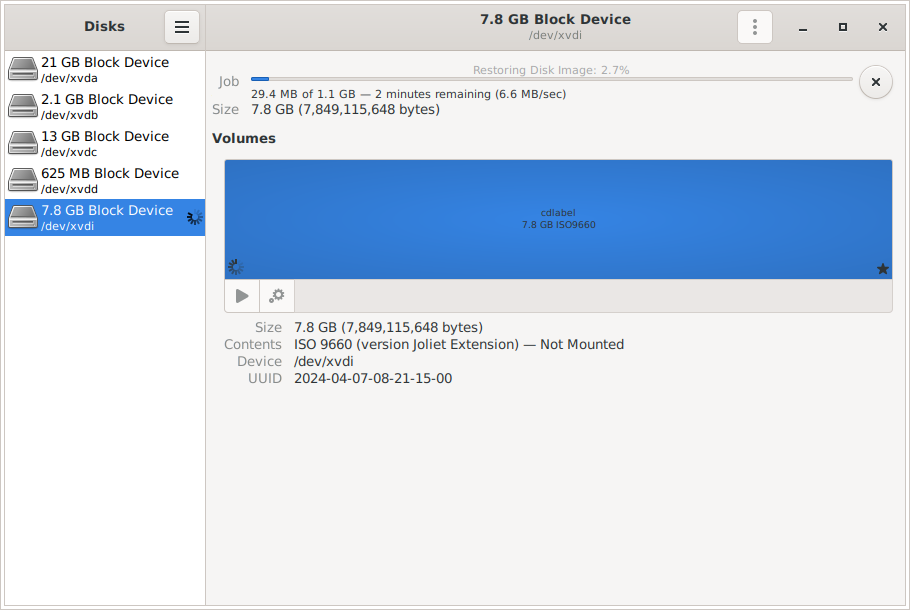 Disks
7.8 GB Block Device
/dev/xvdi
21 GB Block Device
/dev/xvda
2.1 GB Block Device
/dev/xvdb
13 GB Block Device
/dev/xvdc
625 MB Block Device
/dev/xvdd
7.8 GB Block Device
/dev/xvdi
Restoring Disk Image: 2.7%
Job
29.4 MB of 1.1 GB — 2 minutes remaining (6.6 MB/sec)
Size 7.8 GB (7,849,115,648 bytes)
Volumes
cdlabel
7.8 GB ISO9660
Size 7.8 GB (7,849,115,648 bytes)
Contents ISO 9660 (version Joliet Extension) — Not Mounted
Device /dev/xvdi
UUID 2024-04-07-08-21-15-00